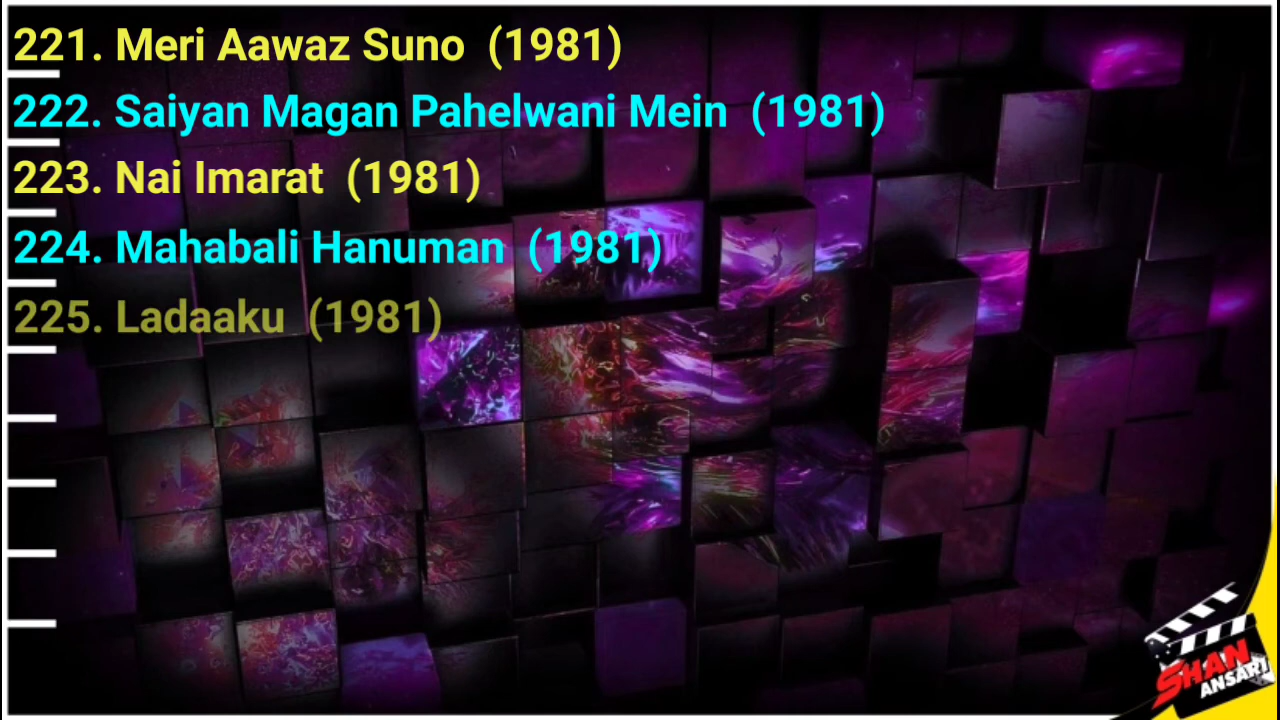 221. Meri Aawaz Suno (1981)
222. Saiyan Magan Pahelwani Mein (1981)
223. Nai Imarat (1981)
224. Mahabali Hanuman (1981)
225. Ladaaku (1981)
SHAN
ANSARI